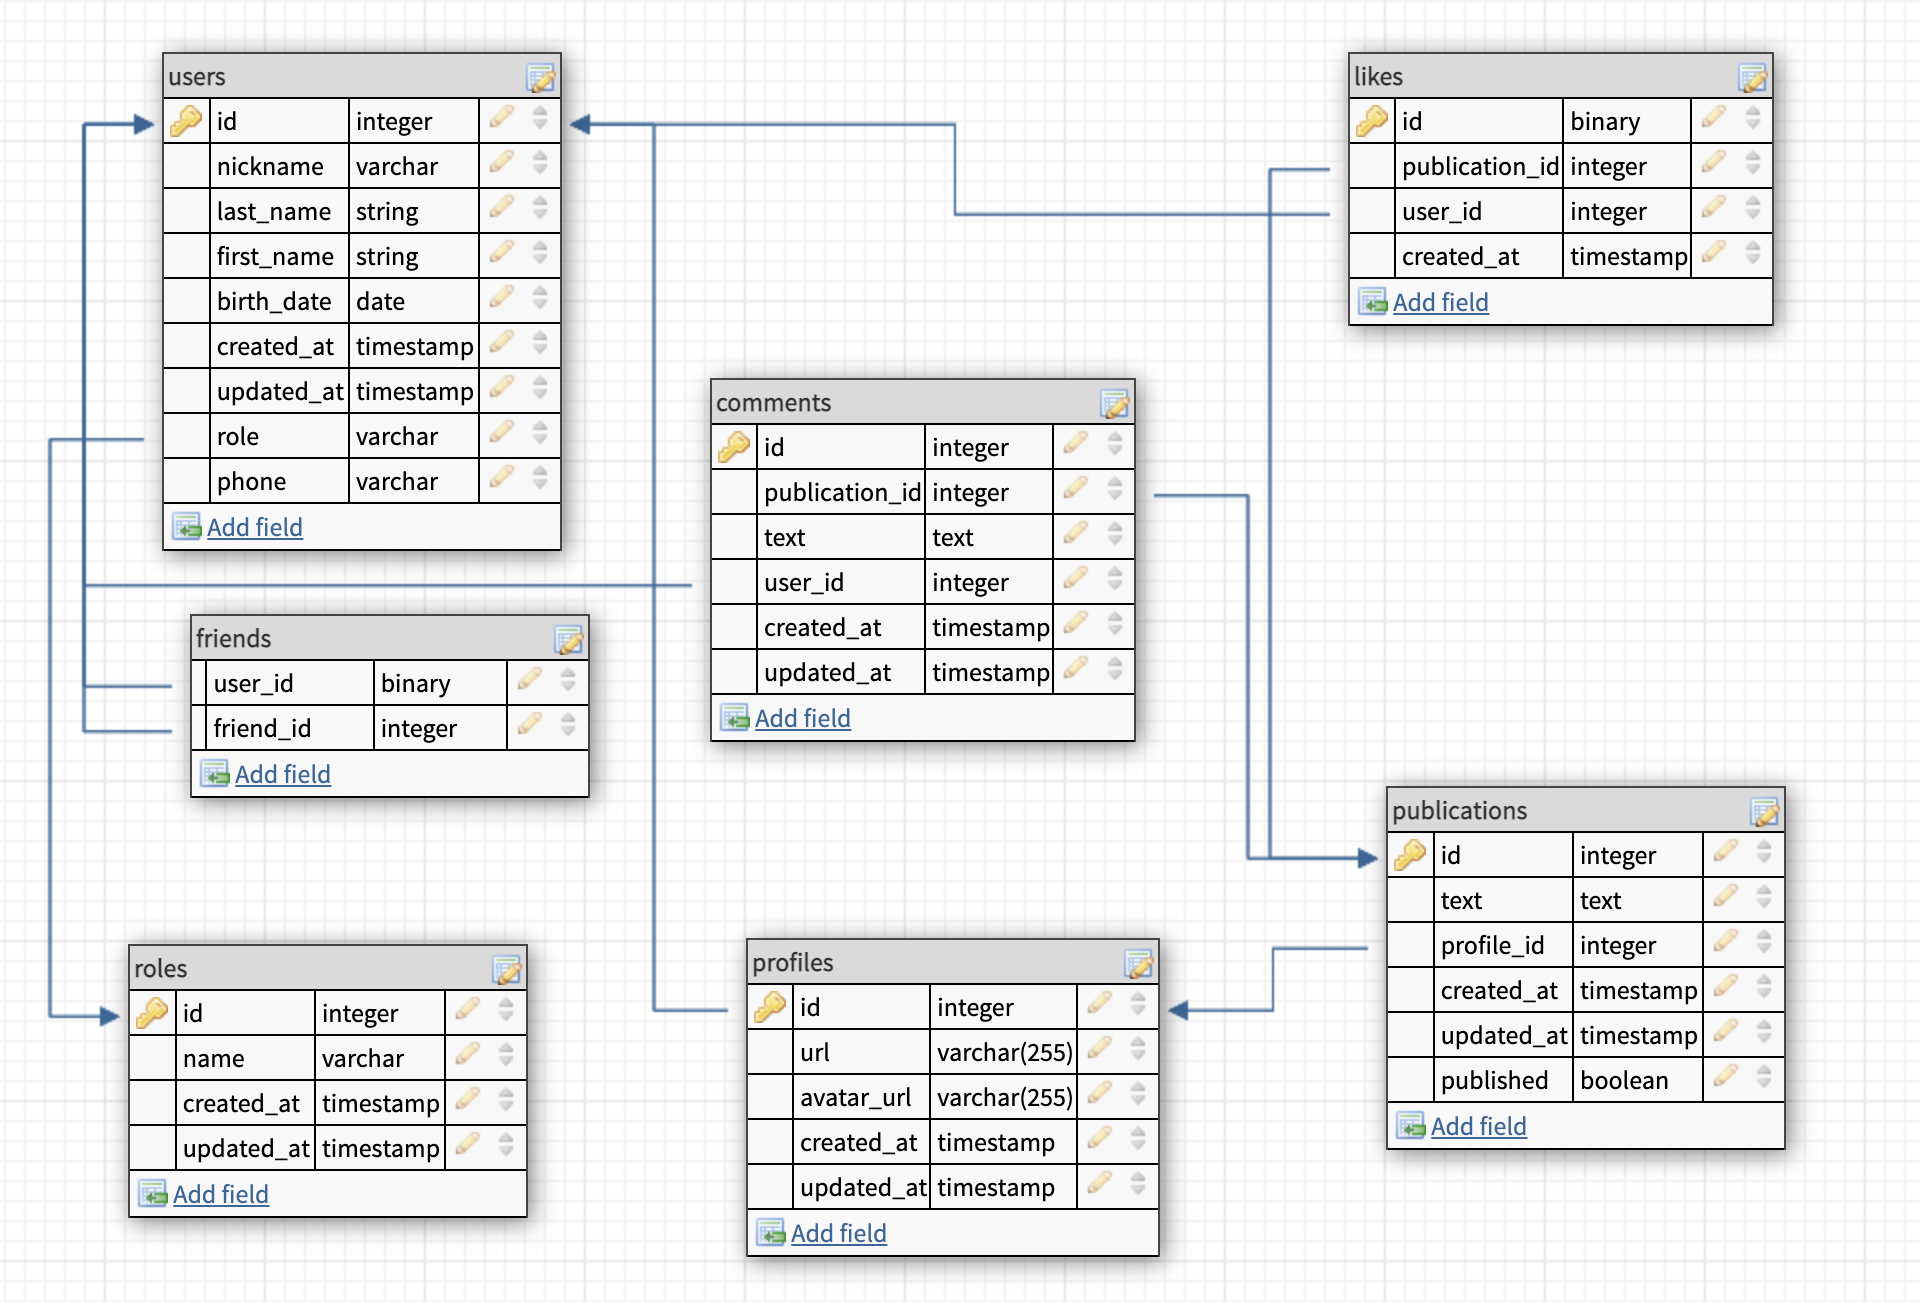 users
id integer
nickname varchar
last_name string
first_name string
birth_date date
created_at timestamp
updated_at timestamp
role varchar
phone varchar
Add field
likes
id binary
publication_id integer
user_id integer
created_at timestamp
Add field
comments
id integer
publication_id integer
text text
user_id integer
created_at timestamp
updated_at timestamp
Add field
friends
user_id binary
friend_id integer
Add field
publications
id integer
text text
profile_id integer
created_at timestamp
updated_at timestamp
published boolean
Add field
roles
id integer
name varchar
created_at timestamp
updated_at timestamp
Add field
profiles
id integer
url varchar(255)
avatar_url varchar(255)
created_at timestamp
updated_at timestamp
Add field